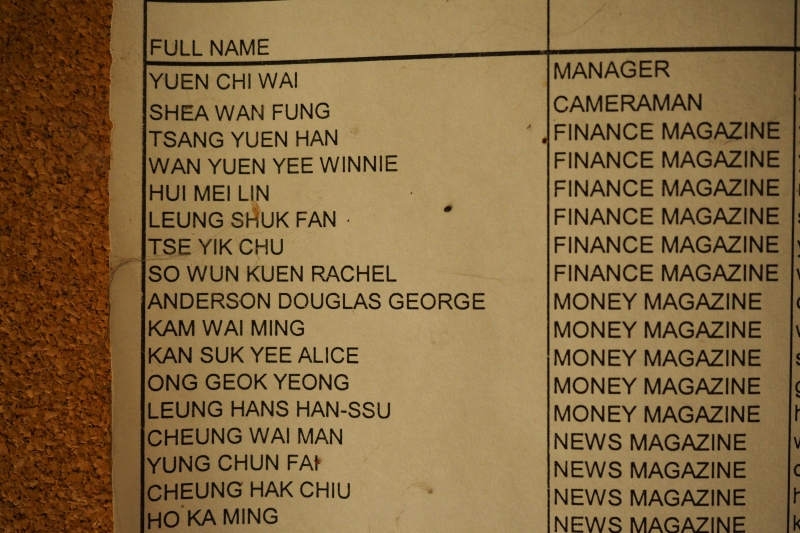 FULL NAME
YUEN CHI WAI MANAGER
SHEA WAN FUNG CAMERAMAN
TSANG YUEN HAN FINANCE MAGAZINE
WAN YUEN YEE WINNIE FINANCE MAGAZINE
HUI MEI LIN FINANCE MAGAZINE
LEUNG SHUK FAN FINANCE MAGAZINE
TSE YIK CHU FINANCE MAGAZINE
SO WUN KUEN RACHEL FINANCE MAGAZINE
ANDERSON DOUGLAS GEORGE MONEY MAGAZINE
KAM WAI MING MONEY MAGAZINE
KAN SUK YEE ALICE MONEY MAGAZINE
ONG GEOK YEONG MONEY MAGAZINE
LEUNG HANS HAN-SSU MONEY MAGAZINE
CHEUNG WAI MAN NEWS MAGAZINE
YUNG CHUN FAI NEWS MAGAZINE
CHEUNG HAK CHIU NEWS MAGAZINE
HO KA MING NEWS MAGAZINE